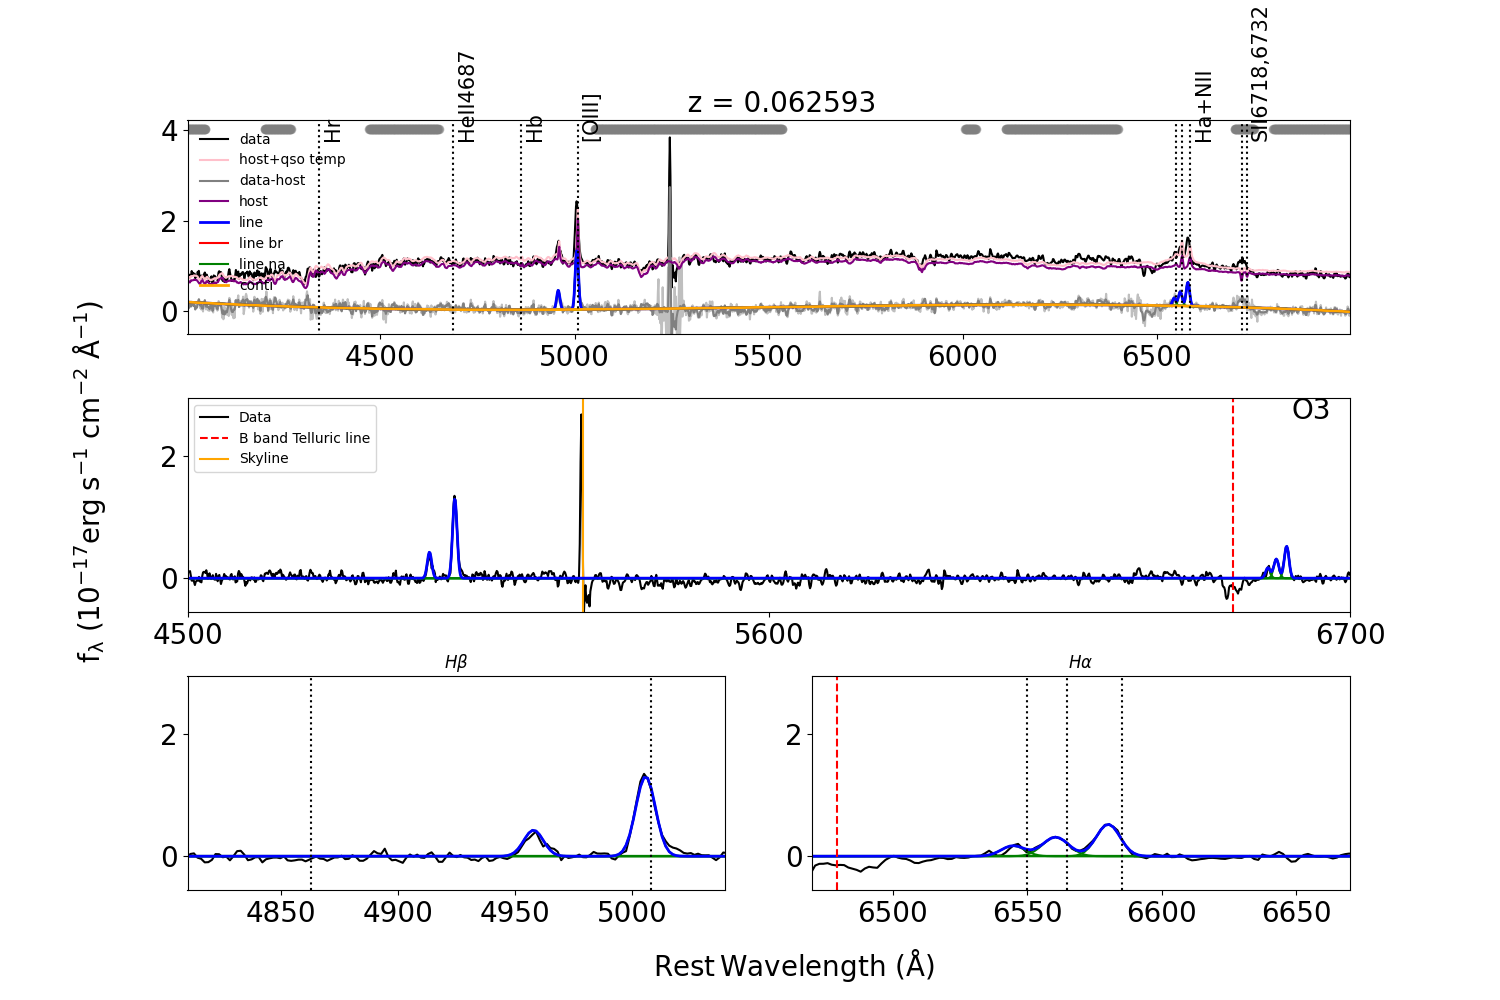 z = 0.062593
Hr
HeII4687
Hb
[OIII]
Ha+NII
SII6718,6732
data
host+qso temp
data-host
host
line
line br
line na
conti
4
2
0
4500
5000
5500
6000
6500
O3
Data
B band Telluric line
Skyline
2
0
4500
5600
6700
fλ (10⁻¹⁷erg s⁻¹ cm⁻² Å⁻¹)
Hβ
2
0
4850
4900
4950
5000
Hα
2
0
6500
6550
6600
6650
Rest Wavelength (Å)